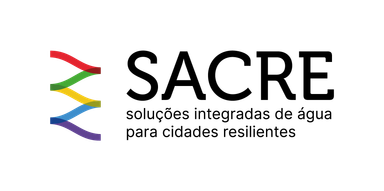 SACRE
soluções integradas de água
para cidades resilientes